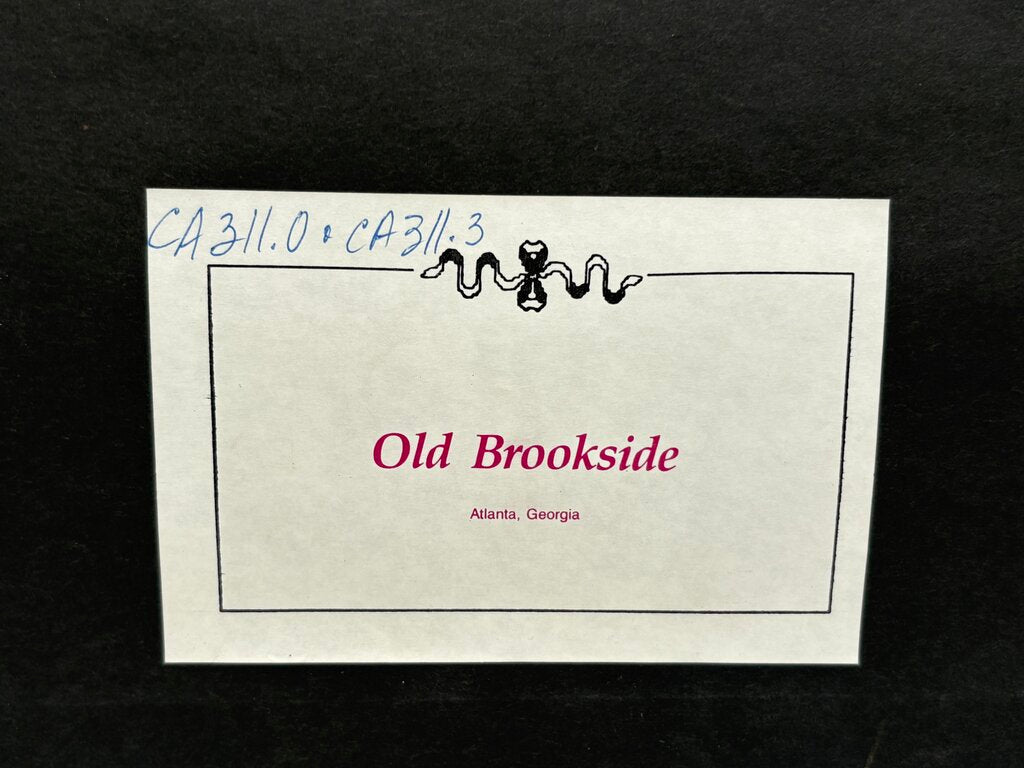 CA311.0 & CA311.3
Old Brookside
Atlanta, Georgia